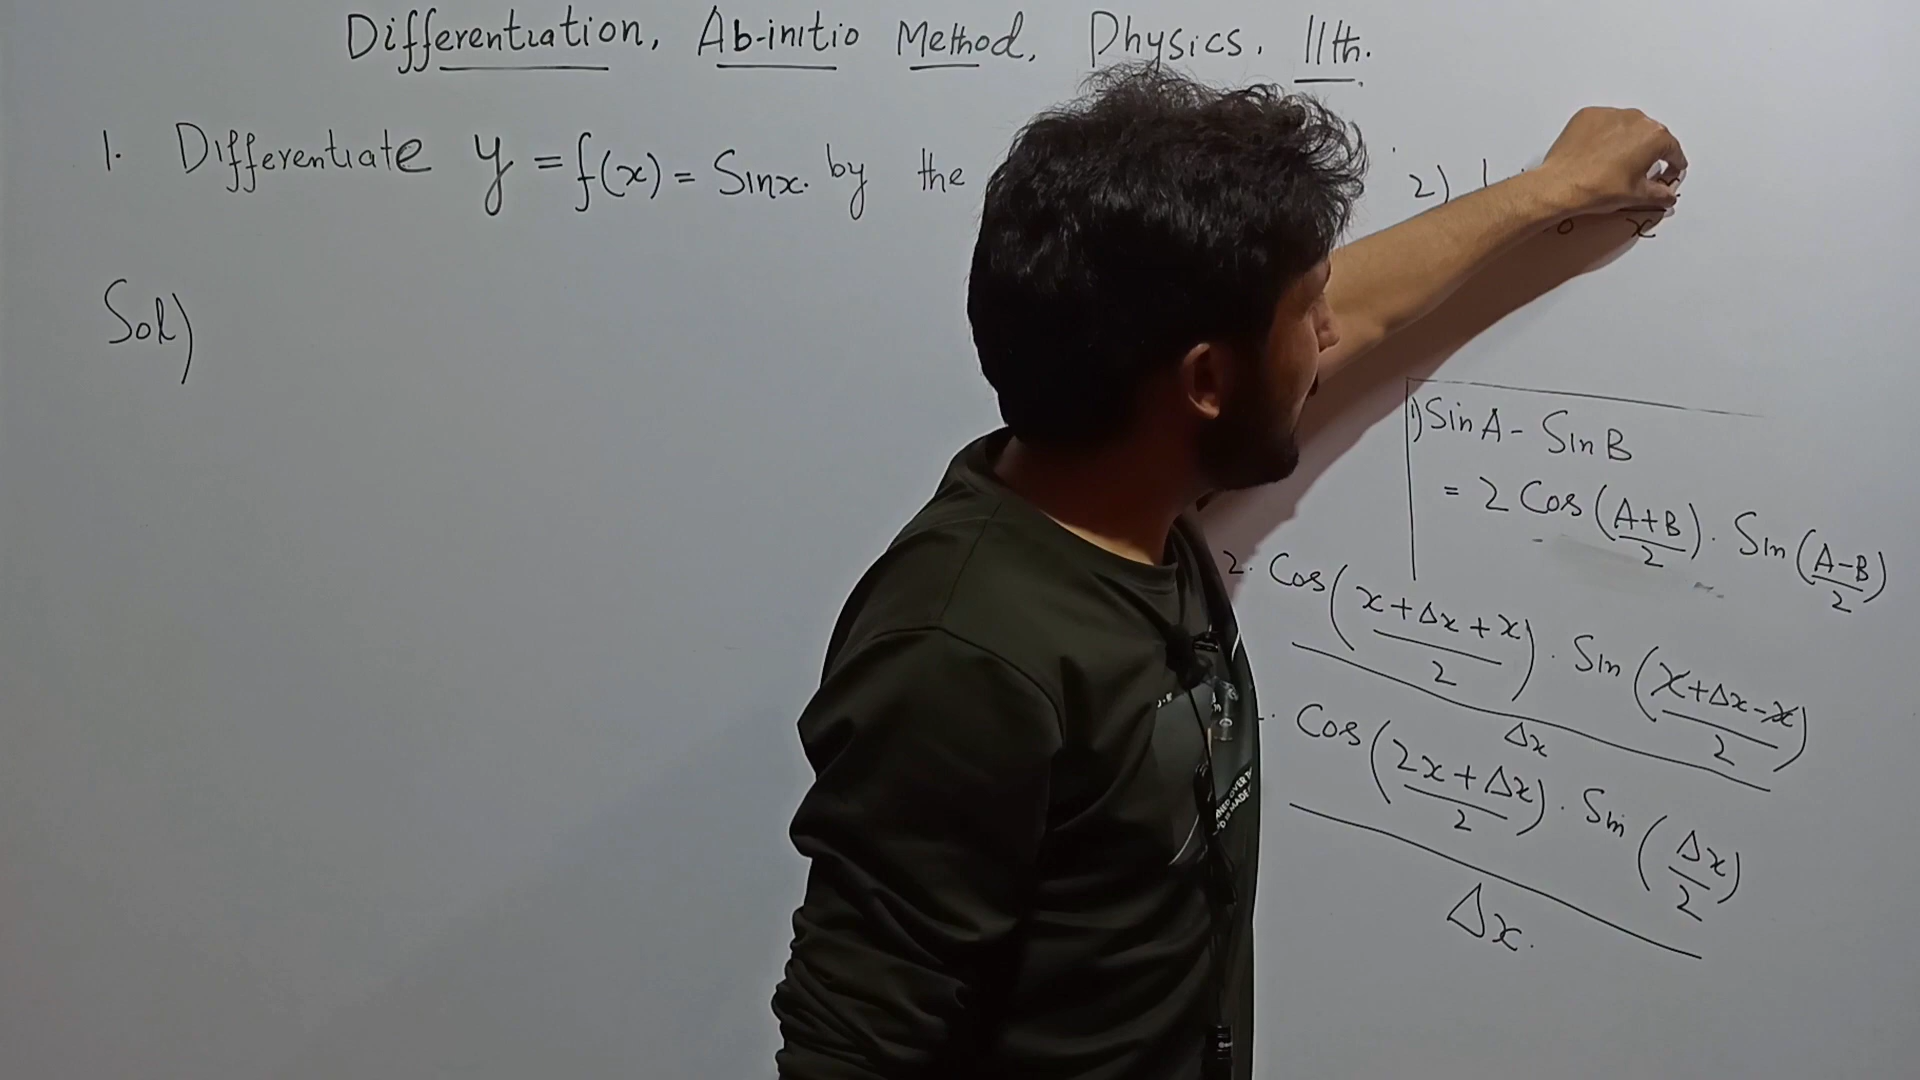 Differentiation, Ab-initio Method, Physics, 11th.
1. Differentiate y = f(x) = Sinx. by the
2)
0 x
Sol)
1) Sin A - Sin B
= 2 Cos (A+B/2) . Sin (A-B/2)
2. Cos (x+Δx+x/2) . Sin (x+Δx-x/2)
Δx
Cos (2x+Δx/2) . Sin (Δx/2)
Δx.